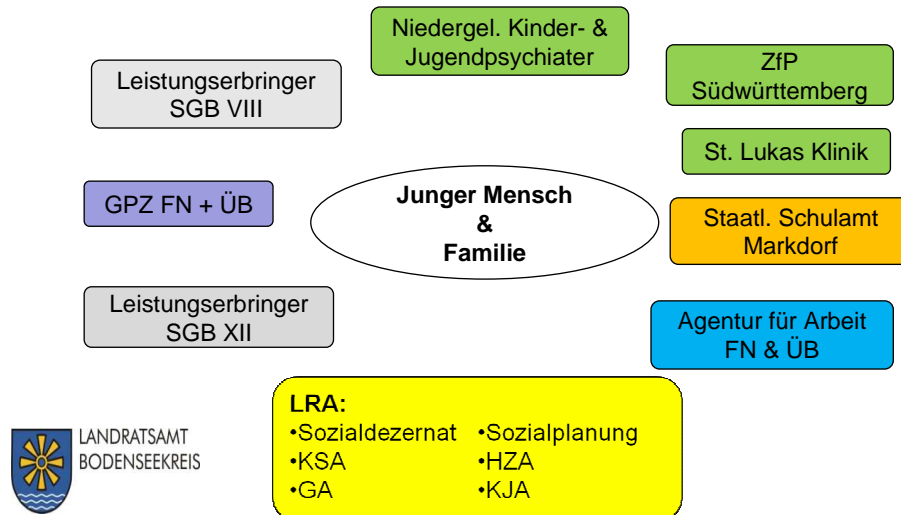 Niedergel. Kinder- &
Jugendpsychiater
ZfP
Südwürttemberg
Leistungserbringer
SGB VIII
St. Lukas Klinik
GPZ FN + ÜB
Junger Mensch
&
Familie
Staatl. Schulamt
Markdorf
Leistungserbringer
SGB XII
Agentur für Arbeit
FN & ÜB
LRA:
•Sozialdezernat •Sozialplanung
•KSA •HZA
•GA •KJA
LANDRATSAMT
BODENSEEKREIS